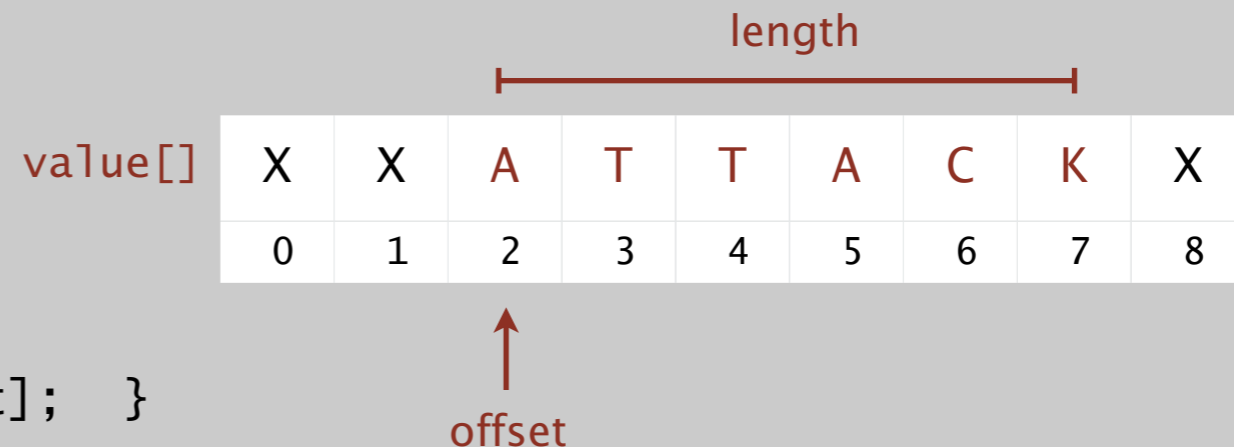 length
value[] X X A T T A C K X
0 1 2 3 4 5 6 7 8
]; }
offset